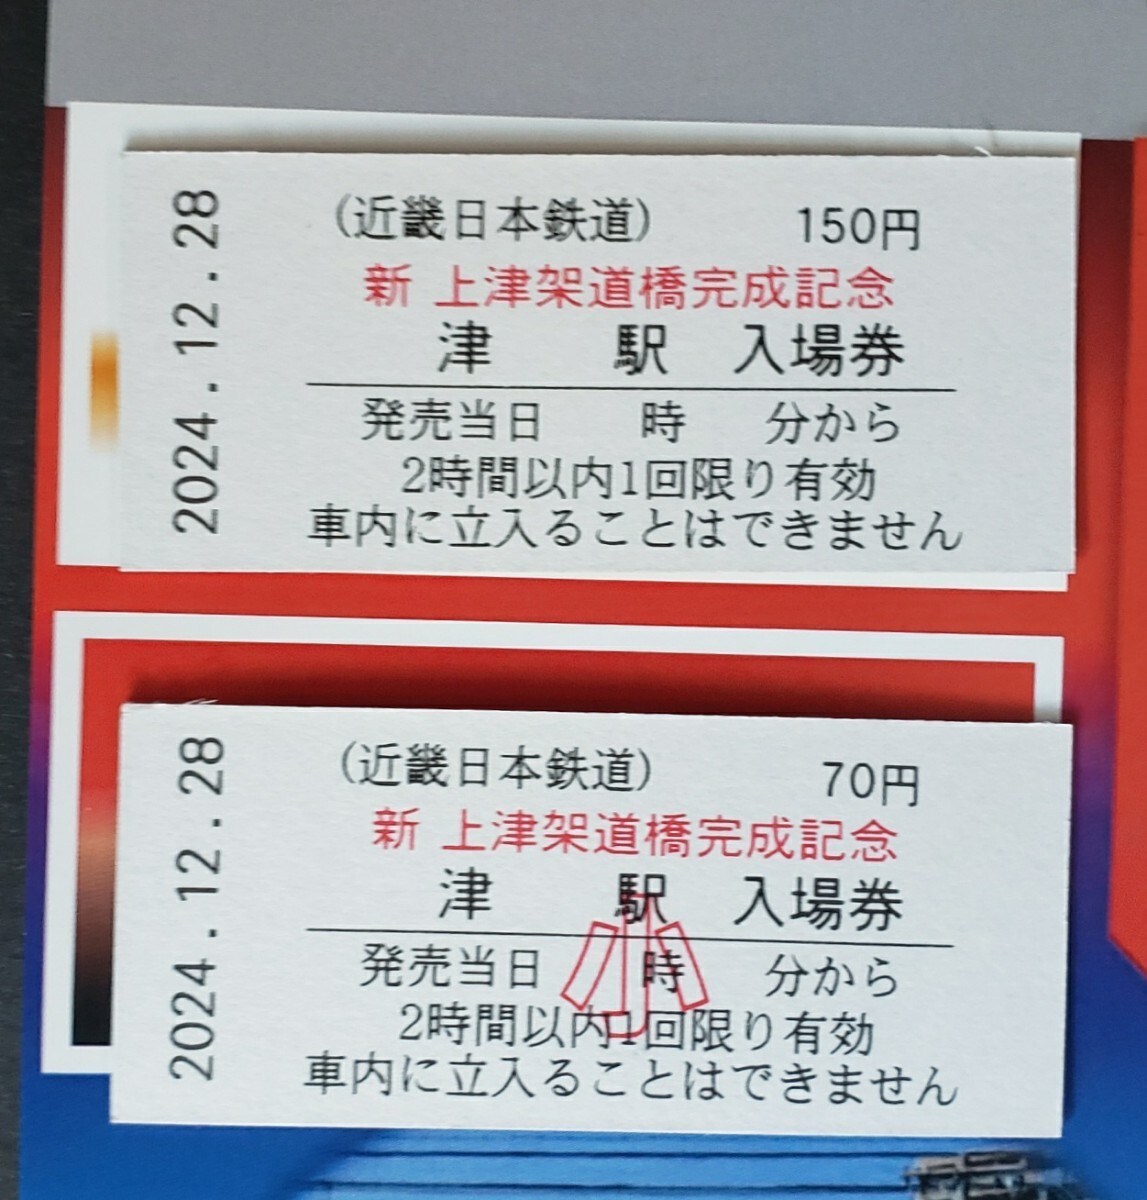 2024.12.28
(近畿日本鉄道) 150円
新 上津架道橋完成記念
津 駅 入場券
発売当日 時 分から
2時間以内1回限り有効
車内に立入ることはできません
2024.12.28
(近畿日本鉄道) 70円
新 上津架道橋完成記念
津 駅 入場券
小
発売当日 時 分から
2時間以内1回限り有効
車内に立入ることはできません